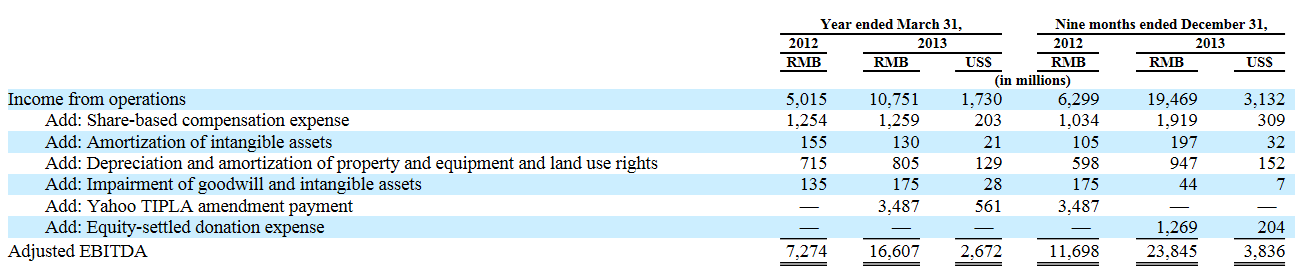 Year ended March 31, Nine months ended December 31,
2012 2013 2012 2013
RMB RMB US$ RMB RMB US$
(in millions)
Income from operations 5,015 10,751 1,730 6,299 19,469 3,132
Add: Share-based compensation expense 1,254 1,259 203 1,034 1,919 309
Add: Amortization of intangible assets 155 130 21 105 197 32
Add: Depreciation and amortization of property and equipment and land use rights 715 805 129 598 947 152
Add: Impairment of goodwill and intangible assets 135 175 28 175 44 7
Add: Yahoo TIPLA amendment payment — 3,487 561 3,487 — —
Add: Equity-settled donation expense — — — — 1,269 204
Adjusted EBITDA 7,274 16,607 2,672 11,698 23,845 3,836